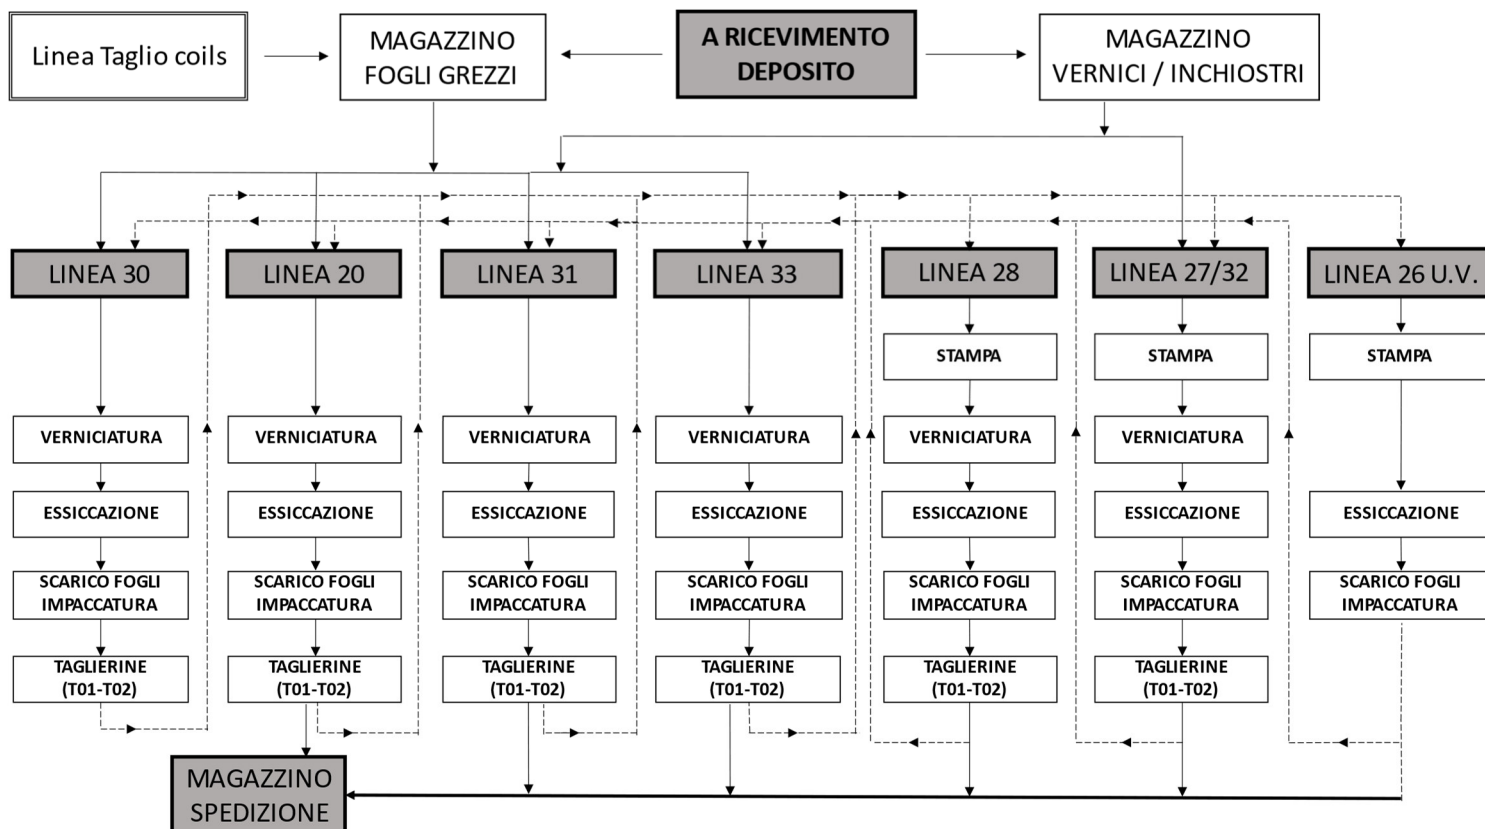 Linea Taglio coils
MAGAZZINO
FOGLI GREZZI
A RICEVIMENTO
DEPOSITO
MAGAZZINO
VERNICI / INCHIOSTRI
LINEA 30
LINEA 20
LINEA 31
LINEA 33
LINEA 28
LINEA 27/32
LINEA 26 U.V.
STAMPA
STAMPA
STAMPA
VERNICIATURA
VERNICIATURA
VERNICIATURA
VERNICIATURA
VERNICIATURA
VERNICIATURA
ESSICCAZIONE
ESSICCAZIONE
ESSICCAZIONE
ESSICCAZIONE
ESSICCAZIONE
ESSICCAZIONE
ESSICCAZIONE
SCARICO FOGLI
IMPACCATURA
SCARICO FOGLI
IMPACCATURA
SCARICO FOGLI
IMPACCATURA
SCARICO FOGLI
IMPACCATURA
SCARICO FOGLI
IMPACCATURA
SCARICO FOGLI
IMPACCATURA
SCARICO FOGLI
IMPACCATURA
TAGLIERINE
(T01-T02)
TAGLIERINE
(T01-T02)
TAGLIERINE
(T01-T02)
TAGLIERINE
(T01-T02)
TAGLIERINE
(T01-T02)
TAGLIERINE
(T01-T02)
MAGAZZINO
SPEDIZIONE